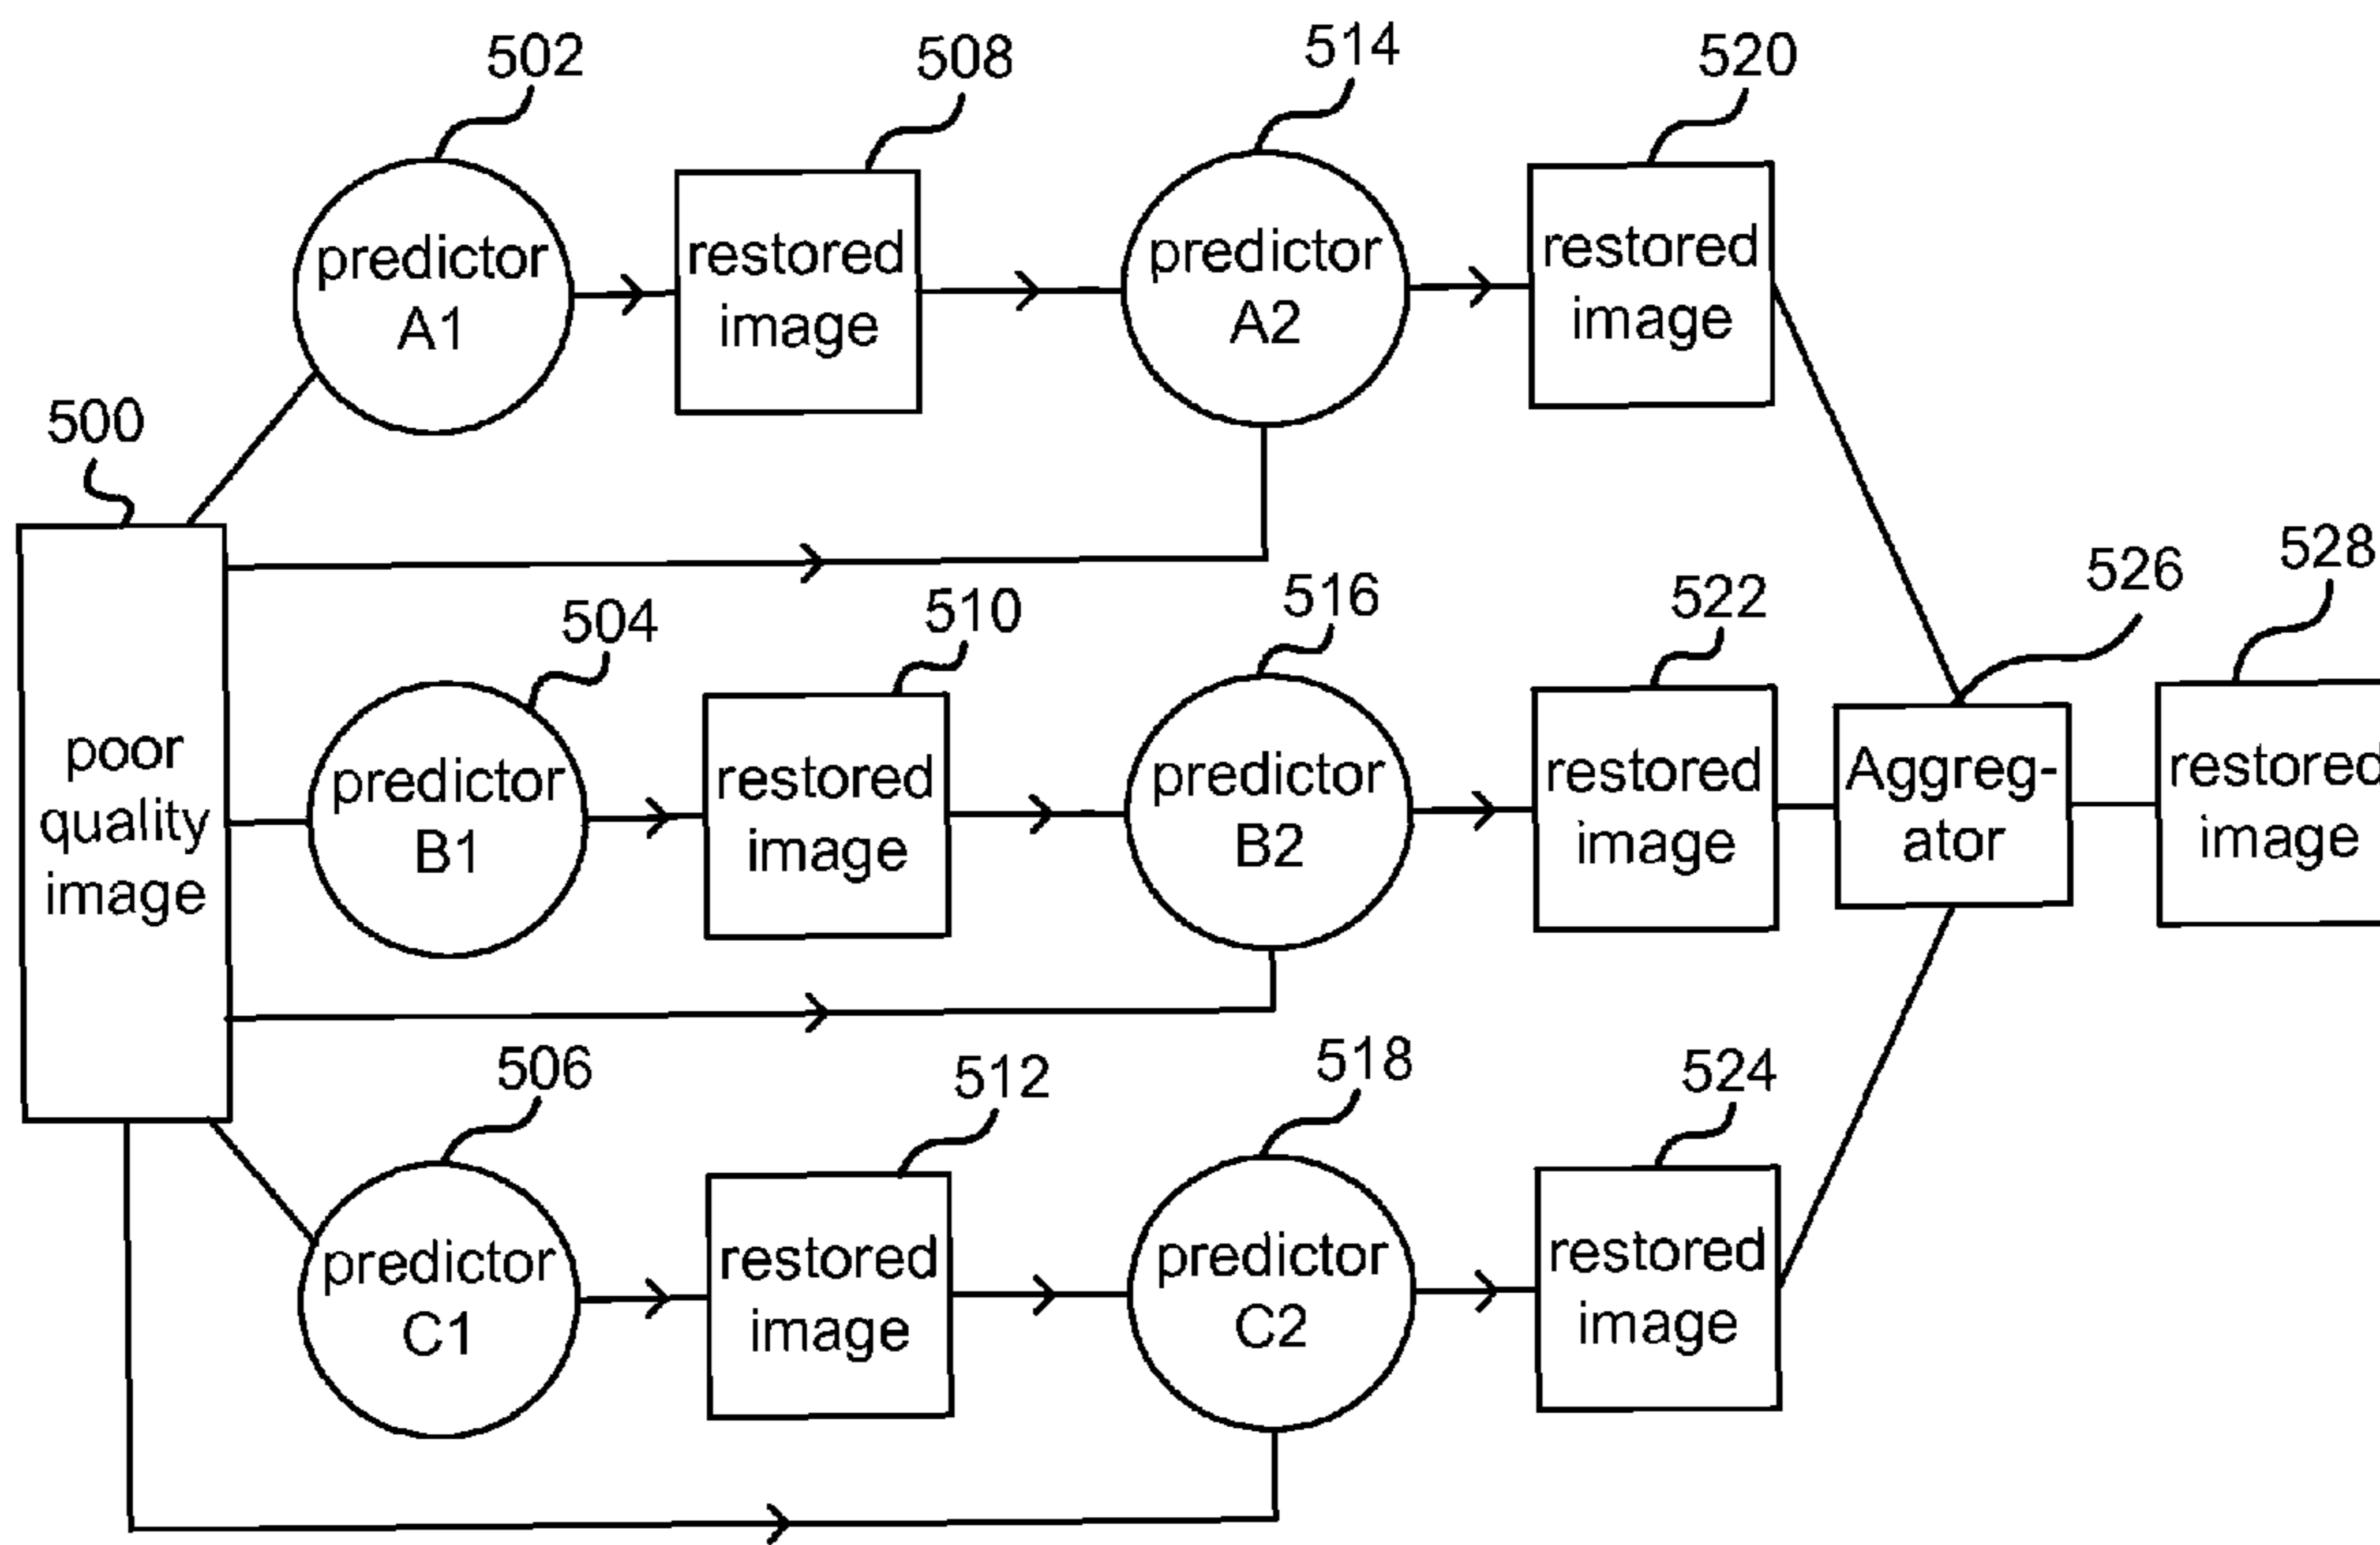 502
508
514
520
predictor
A1
restored
image
predictor
A2
restored
image
500
poor
quality
image
504
510
516
522
526
528
predictor
B1
restored
image
predictor
B2
restored
image
Aggreg-
ator
restored
image
506
512
518
524
predictor
C1
restored
image
predictor
C2
restored
image